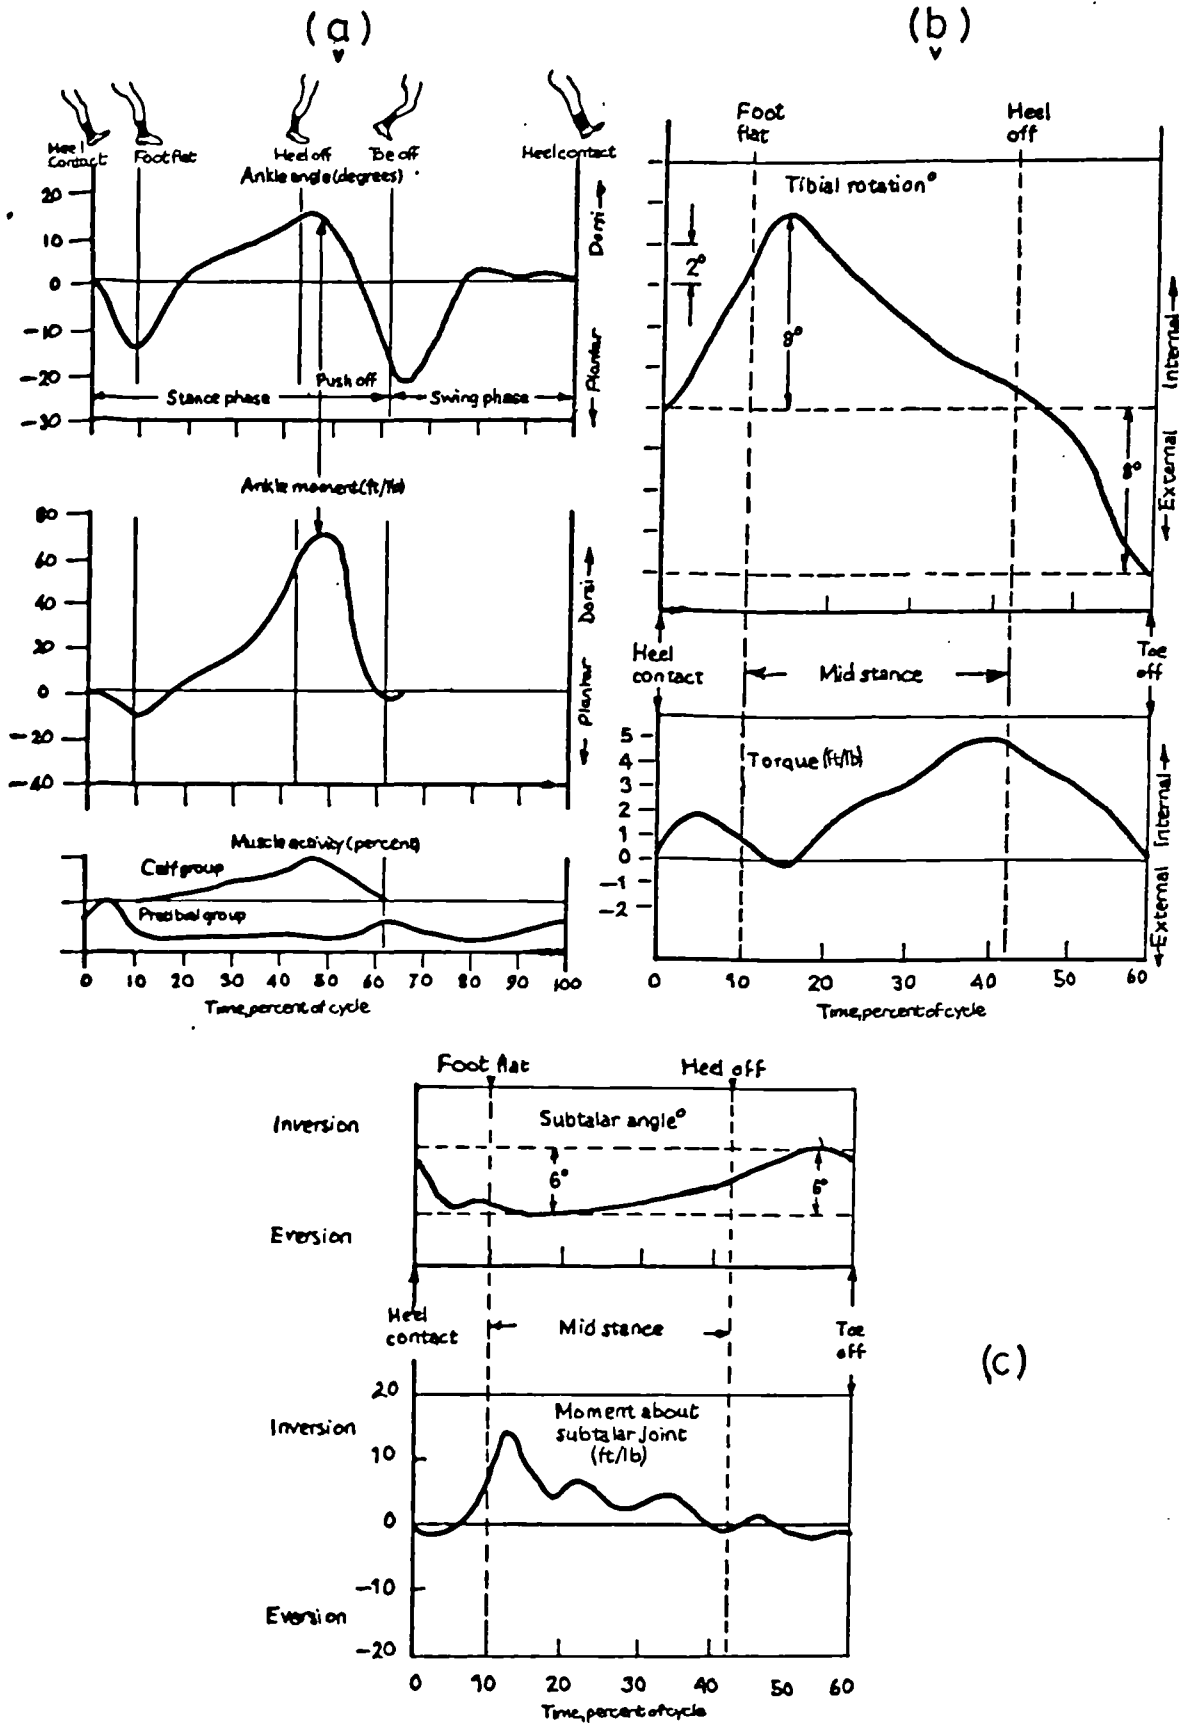 (a)
(b)
Heel contact
Foot flat
Heel off
Toe off
Heel contact
Ankle angle (degrees)
20
10
0
-10
-20
-30
Dorsi
Plantar
Push off
Stance phase
Swing phase
Ankle moment (ft/lb)
80
60
40
20
0
-20
-40
Dorsi
Plantar
Muscle activity (percent)
Calf group
Pretibial group
0 10 20 30 40 50 60 70 80 90 100
Time, percent of cycle
Foot flat
Heel off
Tibial rotation°
2°
9°
8°
Internal
External
Heel contact
Mid stance
Toe off
Torque (ft/lb)
5
4
3
2
1
0
-1
-2
Internal
External
0 10 20 30 40 50 60
Time, percent of cycle
Foot flat
Heel off
Inversion
Subtalar angle°
6°
6°
Eversion
Heel contact
Mid stance
Toe off
(c)
20
Inversion
Moment about
subtalar joint
(ft/lb)
10
0
-10
Eversion
-20
0 10 20 30 40 50 60
Time, percent of cycle